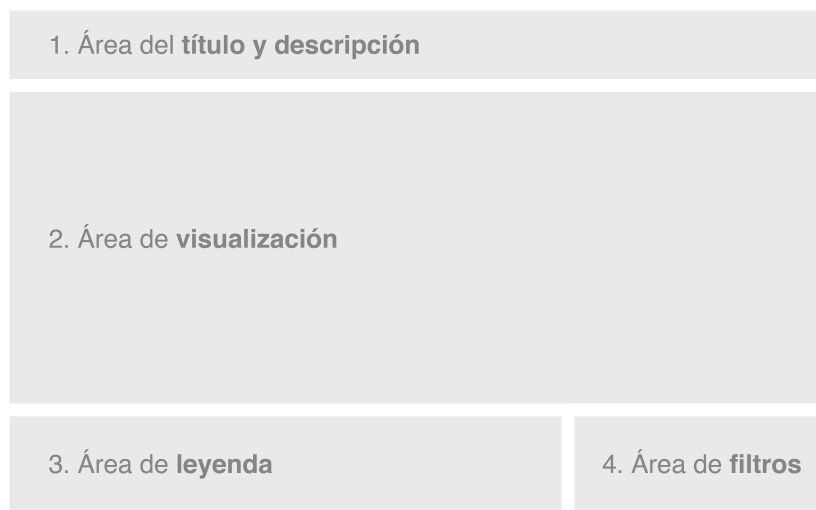 1. Área del título y descripción
2. Área de visualización
3. Área de leyenda
4. Área de filtros